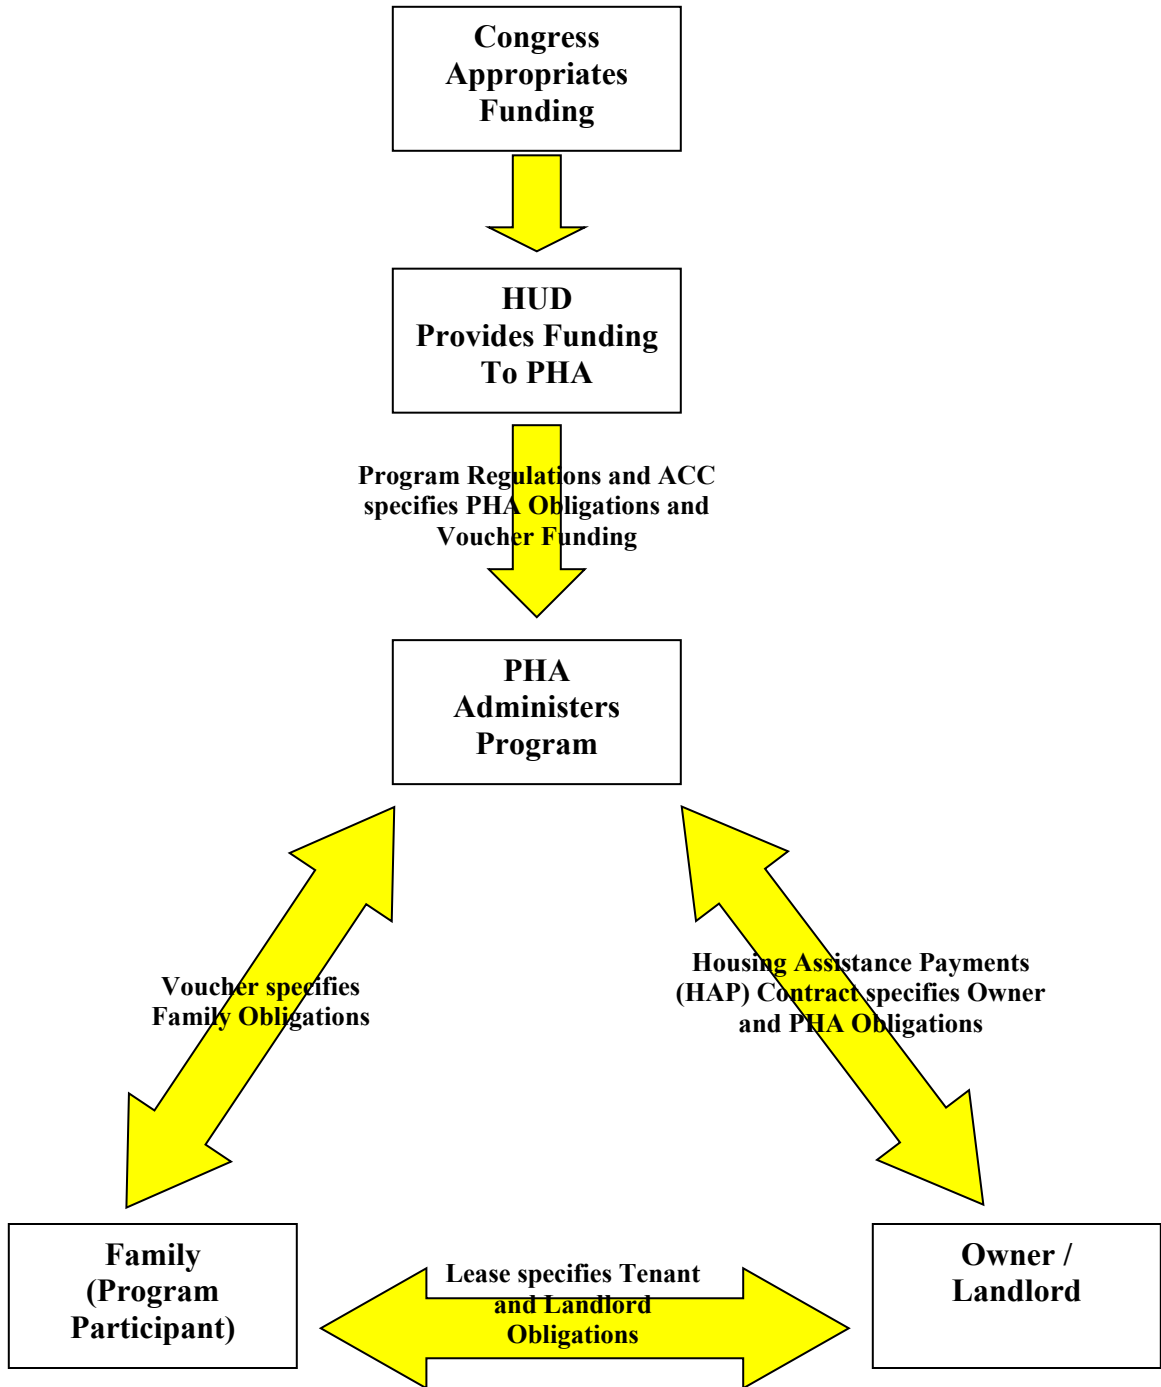 Congress
Appropriates
Funding
HUD
Provides Funding
To PHA
Program Regulations and ACC
specifies PHA Obligations and
Voucher Funding
PHA
Administers
Program
Voucher specifies
Family Obligations
Housing Assistance Payments
(HAP) Contract specifies Owner
and PHA Obligations
Family
(Program
Participant)
Lease specifies Tenant
and Landlord
Obligations
Owner /
Landlord